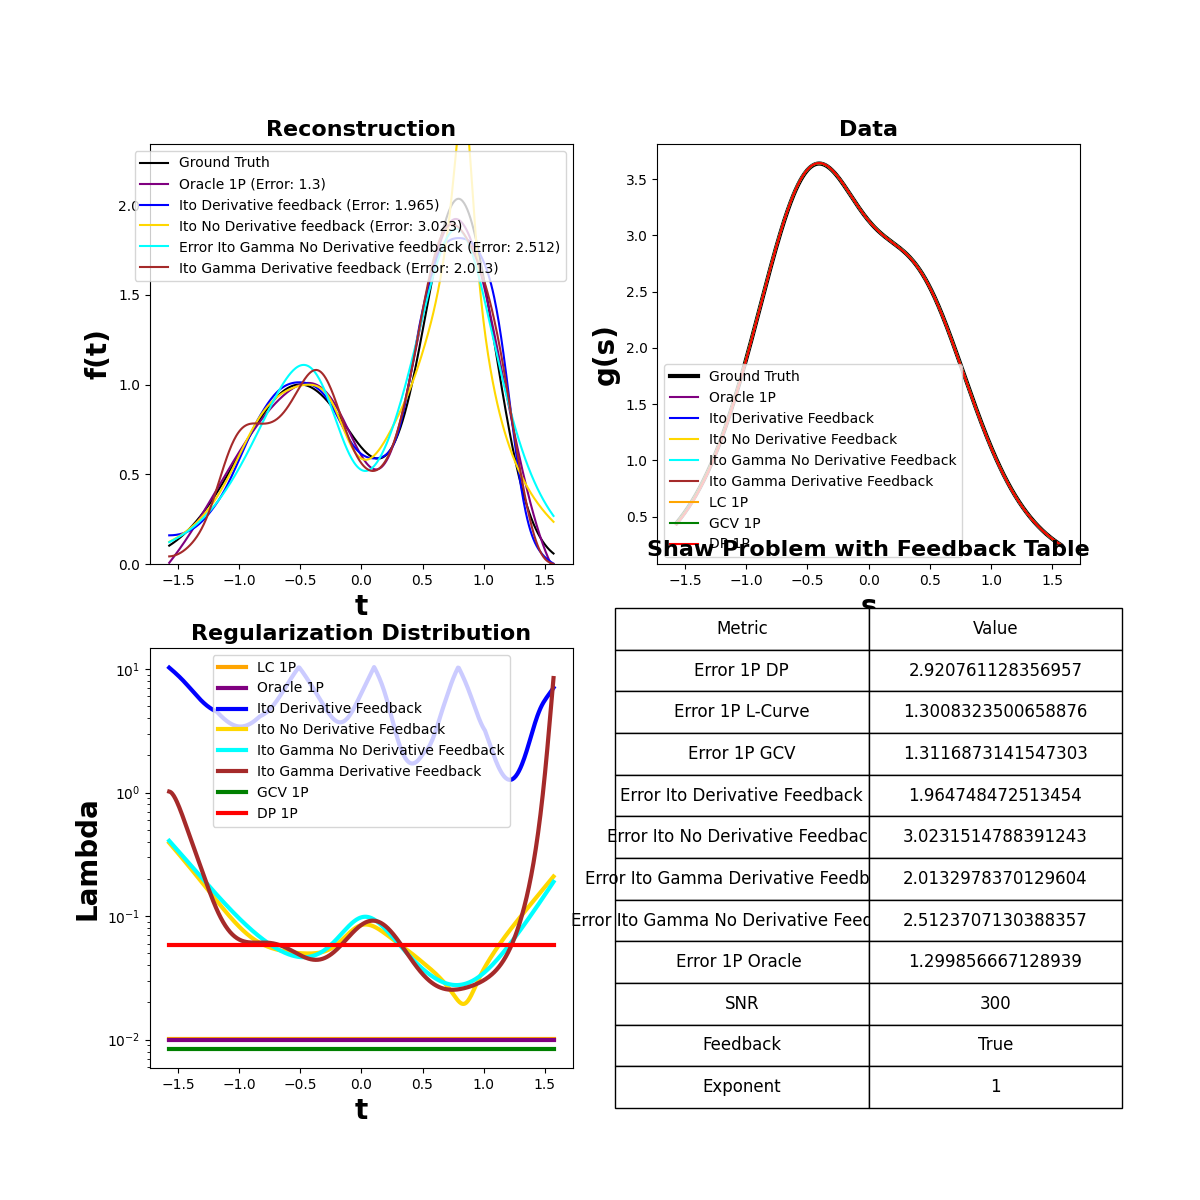 Reconstruction
Ground Truth
Oracle 1P (Error: 1.3)
Ito Derivative feedback (Error: 1.965)
Ito No Derivative feedback (Error: 3.023)
Error Ito Gamma No Derivative feedback (Error: 2.512)
Ito Gamma Derivative feedback (Error: 2.013)
2.0
1.5
1.0
0.5
0.0
f(t)
−1.5 −1.0 −0.5 0.0 0.5 1.0 1.5
t
Data
3.5
3.0
2.5
2.0
1.5
1.0
0.5
g(s)
Ground Truth
Oracle 1P
Ito Derivative Feedback
Ito No Derivative Feedback
Ito Gamma No Derivative Feedback
Ito Gamma Derivative Feedback
LC 1P
GCV 1P
DP 1P
−1.5 −1.0 −0.5 0.0 0.5 1.0 1.5
s
Regularization Distribution
LC 1P
Oracle 1P
Ito Derivative Feedback
Ito No Derivative Feedback
Ito Gamma No Derivative Feedback
Ito Gamma Derivative Feedback
GCV 1P
DP 1P
10¹
10⁰
10⁻¹
10⁻²
Lambda
−1.5 −1.0 −0.5 0.0 0.5 1.0 1.5
t
Shaw Problem with Feedback Table
Metric Value
Error 1P DP 2.920761128356957
Error 1P L-Curve 1.3008323500658876
Error 1P GCV 1.3116873141547303
Error Ito Derivative Feedback 1.964748472513454
Error Ito No Derivative Feedbac 3.0231514788391243
Error Ito Gamma Derivative Feedb 2.0132978370129604
Error Ito Gamma No Derivative Feed 2.5123707130388357
Error 1P Oracle 1.299856667128939
SNR 300
Feedback True
Exponent 1